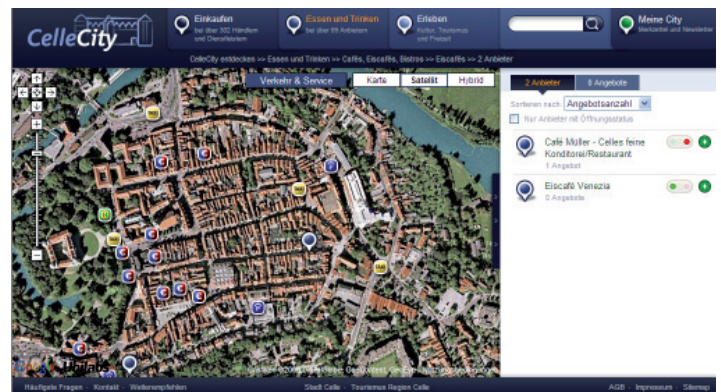 CelleCity
Einkaufen
bei über 302 Händlern
und Dienstleistern
Essen und Trinken
bei über 89 Anbietern
Erleben
Kultur, Tourismus
und Freizeit
Meine City
Merkzettel und Newsletter
CelleCity entdecken >> Essen und Trinken >> Cafés, Eiscafés, Bistros >> Eiscafés >> 2 Anbieter
Verkehr & Service
Karte
Satellit
Hybrid
2 Anbieter
0 Angebote
Sortieren nach: Angebotsanzahl
Nur Anbieter mit Öffnungsstatus
Café Müller - Celles feine
Konditorei/Restaurant
1 Angebot
Eiscafé Venezia
0 Angebote
Ubilabs
Häufigste Fragen - Kontakt - Weiterempfehlen
Stadt Celle - Tourismus Region Celle
AGB - Impressum - Sitemap